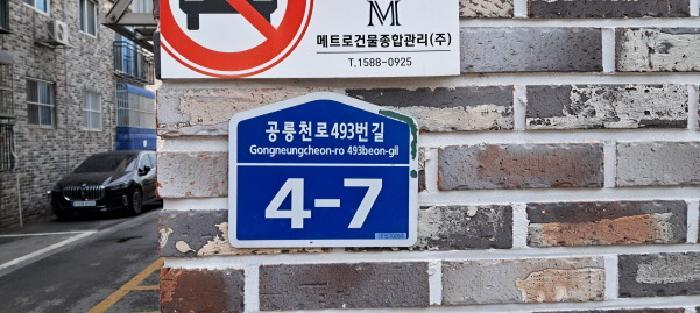 M
메트로건물종합관리(주)
T.1588-0925
공릉천로493번길
Gongneungcheon-ro 493beon-gil
4-7